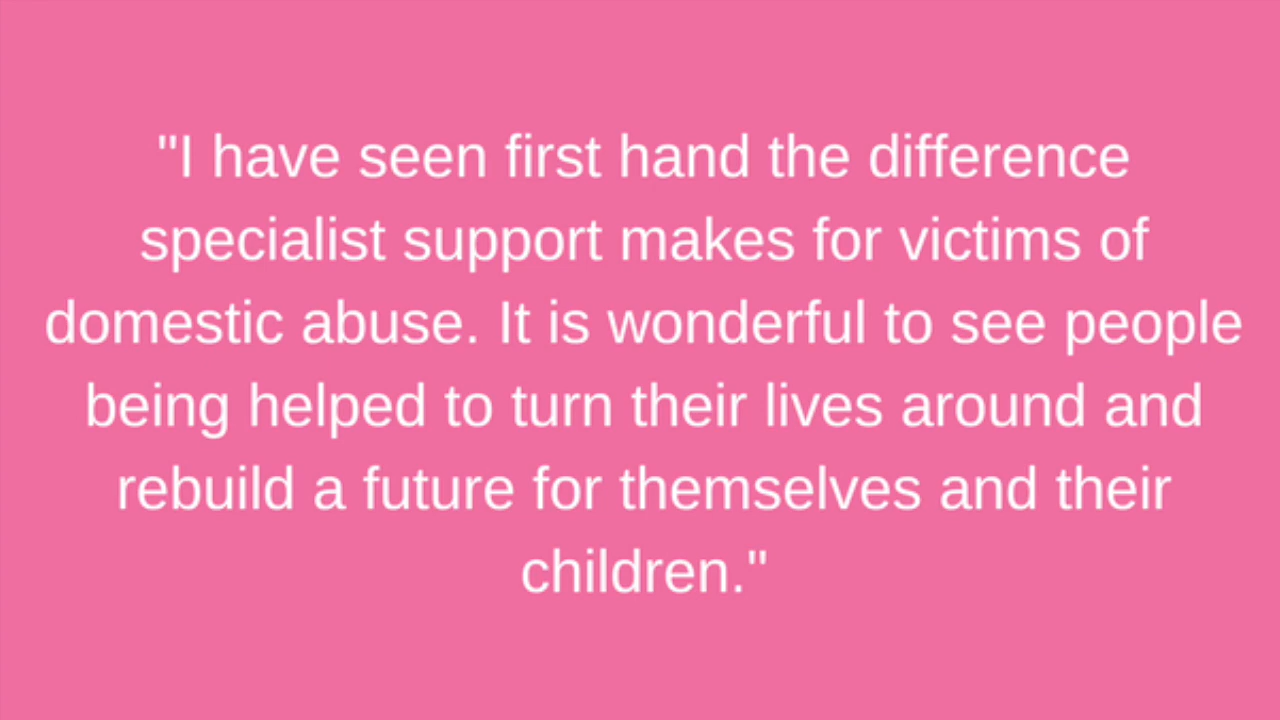 "I have seen first hand the difference
specialist support makes for victims of
domestic abuse. It is wonderful to see people
being helped to turn their lives around and
rebuild a future for themselves and their
children."